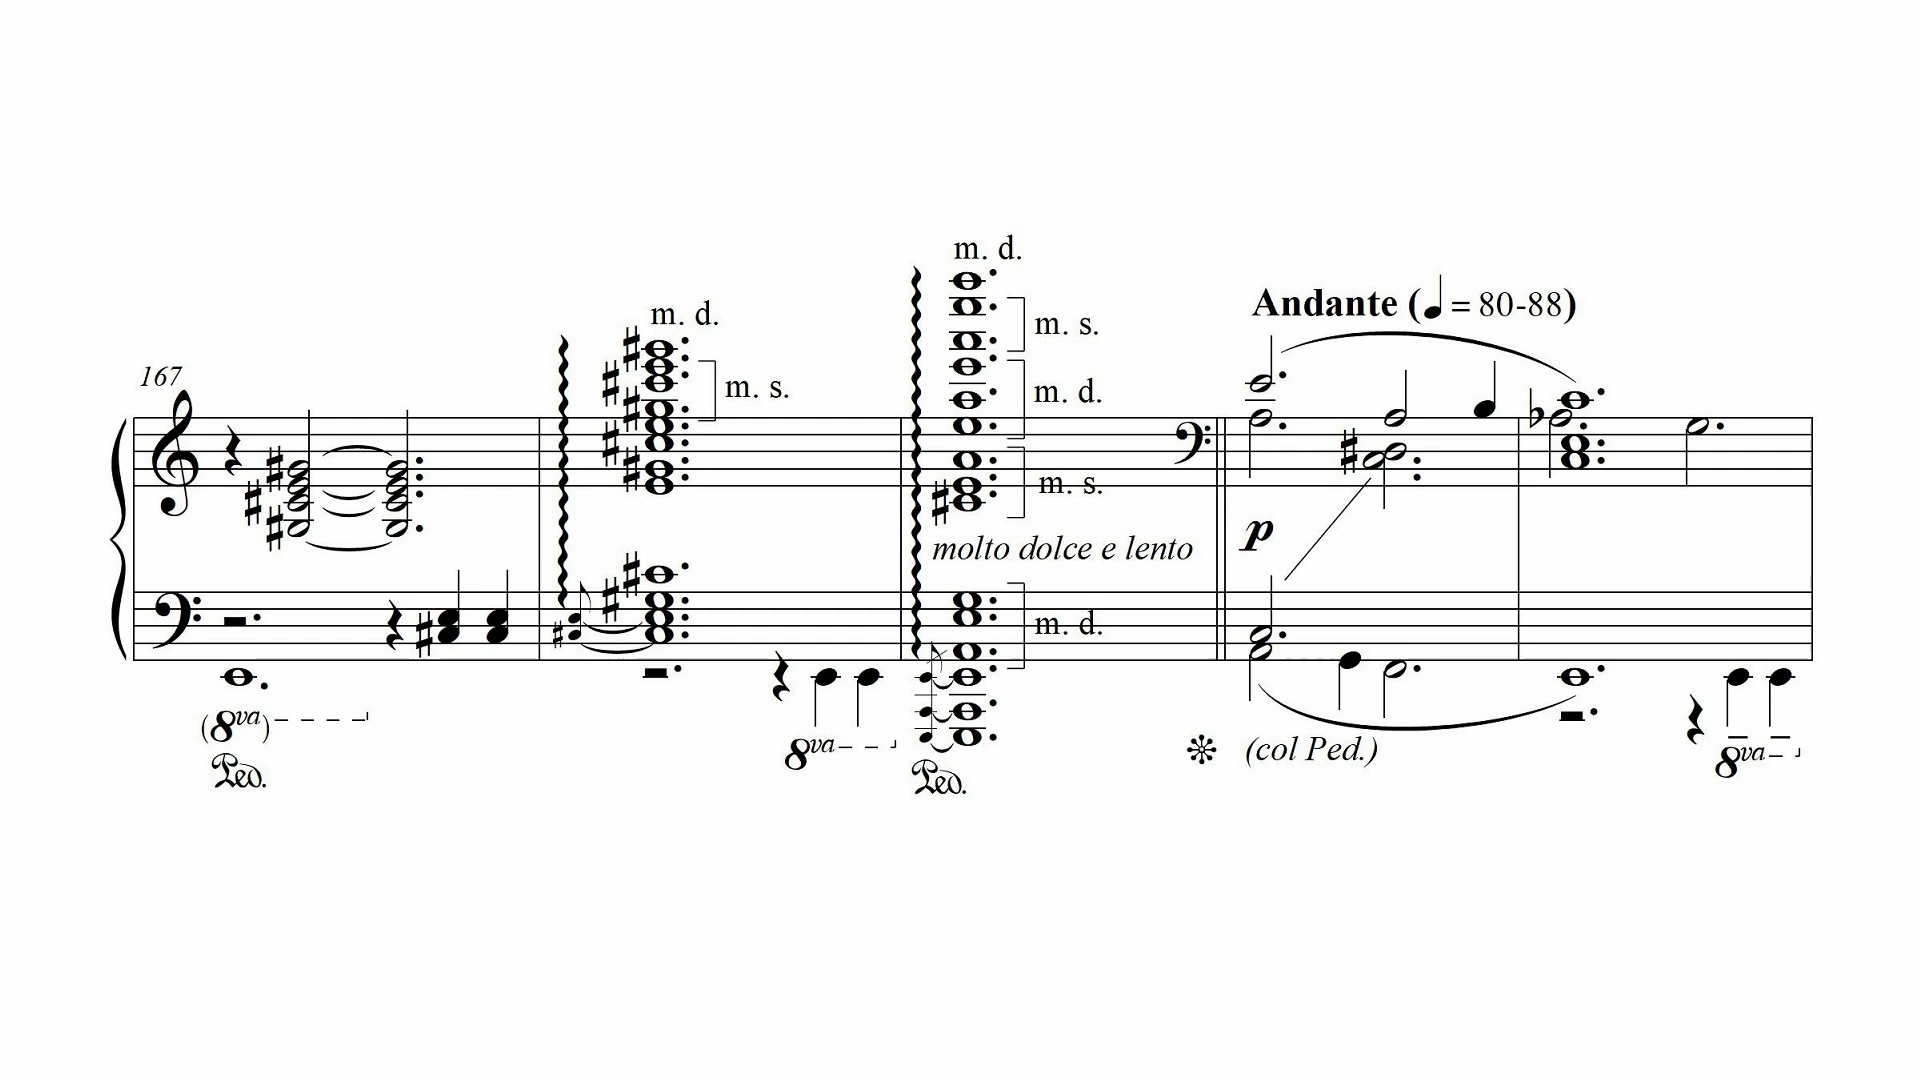 m. d.
Andante (♩ = 80-88)
m. d.
m. s.
167
m. s.
m. d.
m. s.
p
molto dolce e lento
m. d.
(8va)
8va
(col Ped.)
8va
Ped.
Ped.